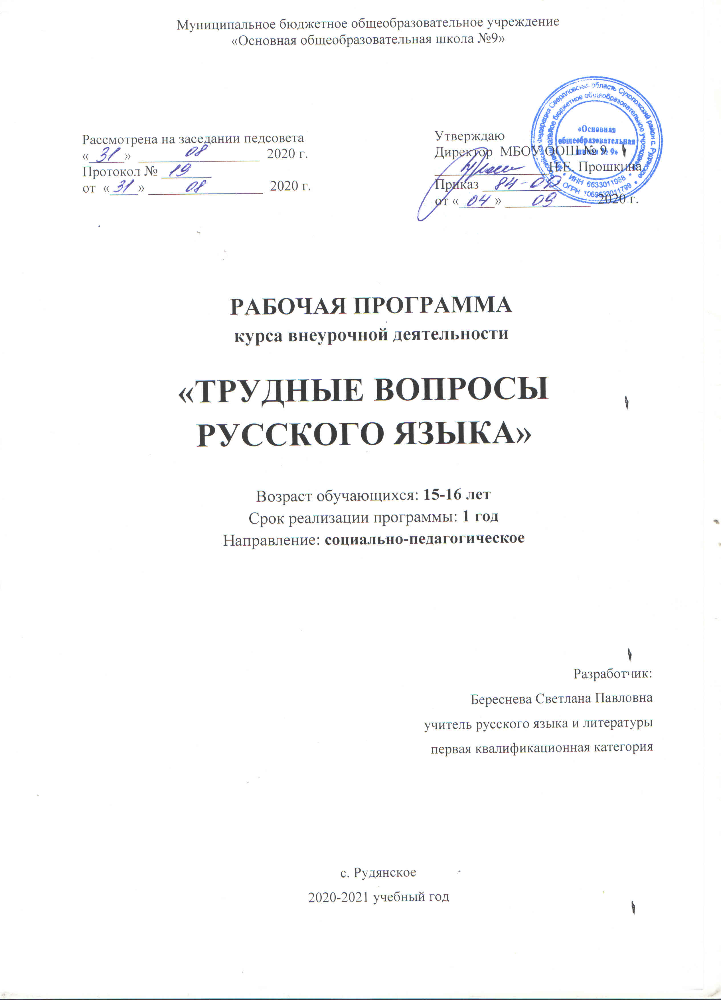 Муниципальное бюджетное общеобразовательное учреждение
«Основная общеобразовательная школа №9»
Рассмотрена на заседании педсовета
«31» 08 2020 г.
Протокол № 19
от «31» 08 2020 г.
Утверждаю
Директор МБОУ ООШ № 9
Н.Е. Прошкина
Приказ 84-ОД
от «04» 09 2020 г.
Российская Федерация Свердловская область Сухоложский район с. Рудянское
Муниципальное бюджетное общеобразовательное учреждение
«Основная
общеобразовательная
школа № 9»
ИНН 6633011988
ОГРН 1069633011799
РАБОЧАЯ ПРОГРАММА
курса внеурочной деятельности
«ТРУДНЫЕ ВОПРОСЫ
РУССКОГО ЯЗЫКА»
Возраст обучающихся: 15-16 лет
Срок реализации программы: 1 год
Направление: социально-педагогическое
Разработчик:
Береснева Светлана Павловна
учитель русского языка и литературы
первая квалификационная категория
с. Рудянское
2020-2021 учебный год